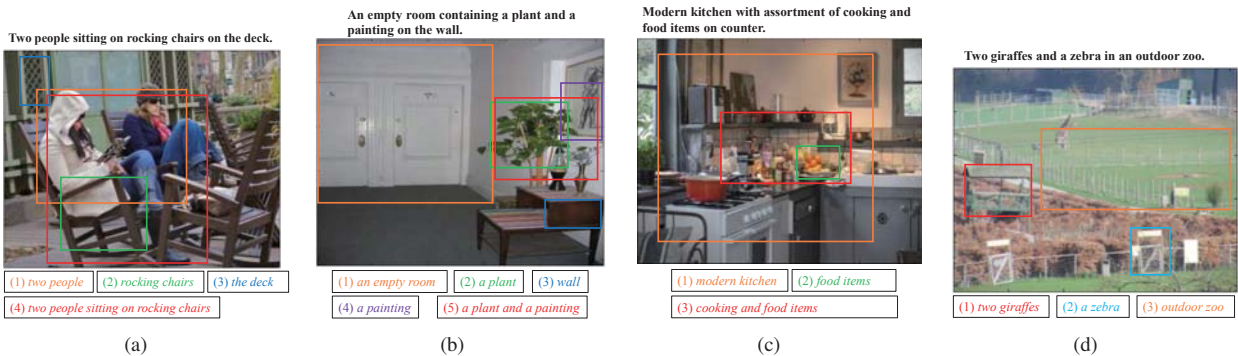 Two people sitting on rocking chairs on the deck.
(1) two people
(2) rocking chairs
(3) the deck
(4) two people sitting on rocking chairs
(a)
An empty room containing a plant and a
painting on the wall.
(1) an empty room
(2) a plant
(3) wall
(4) a painting
(5) a plant and a painting
(b)
Modern kitchen with assortment of cooking and
food items on counter.
(1) modern kitchen
(2) food items
(3) cooking and food items
(c)
Two giraffes and a zebra in an outdoor zoo.
(1) two giraffes
(2) a zebra
(3) outdoor zoo
(d)